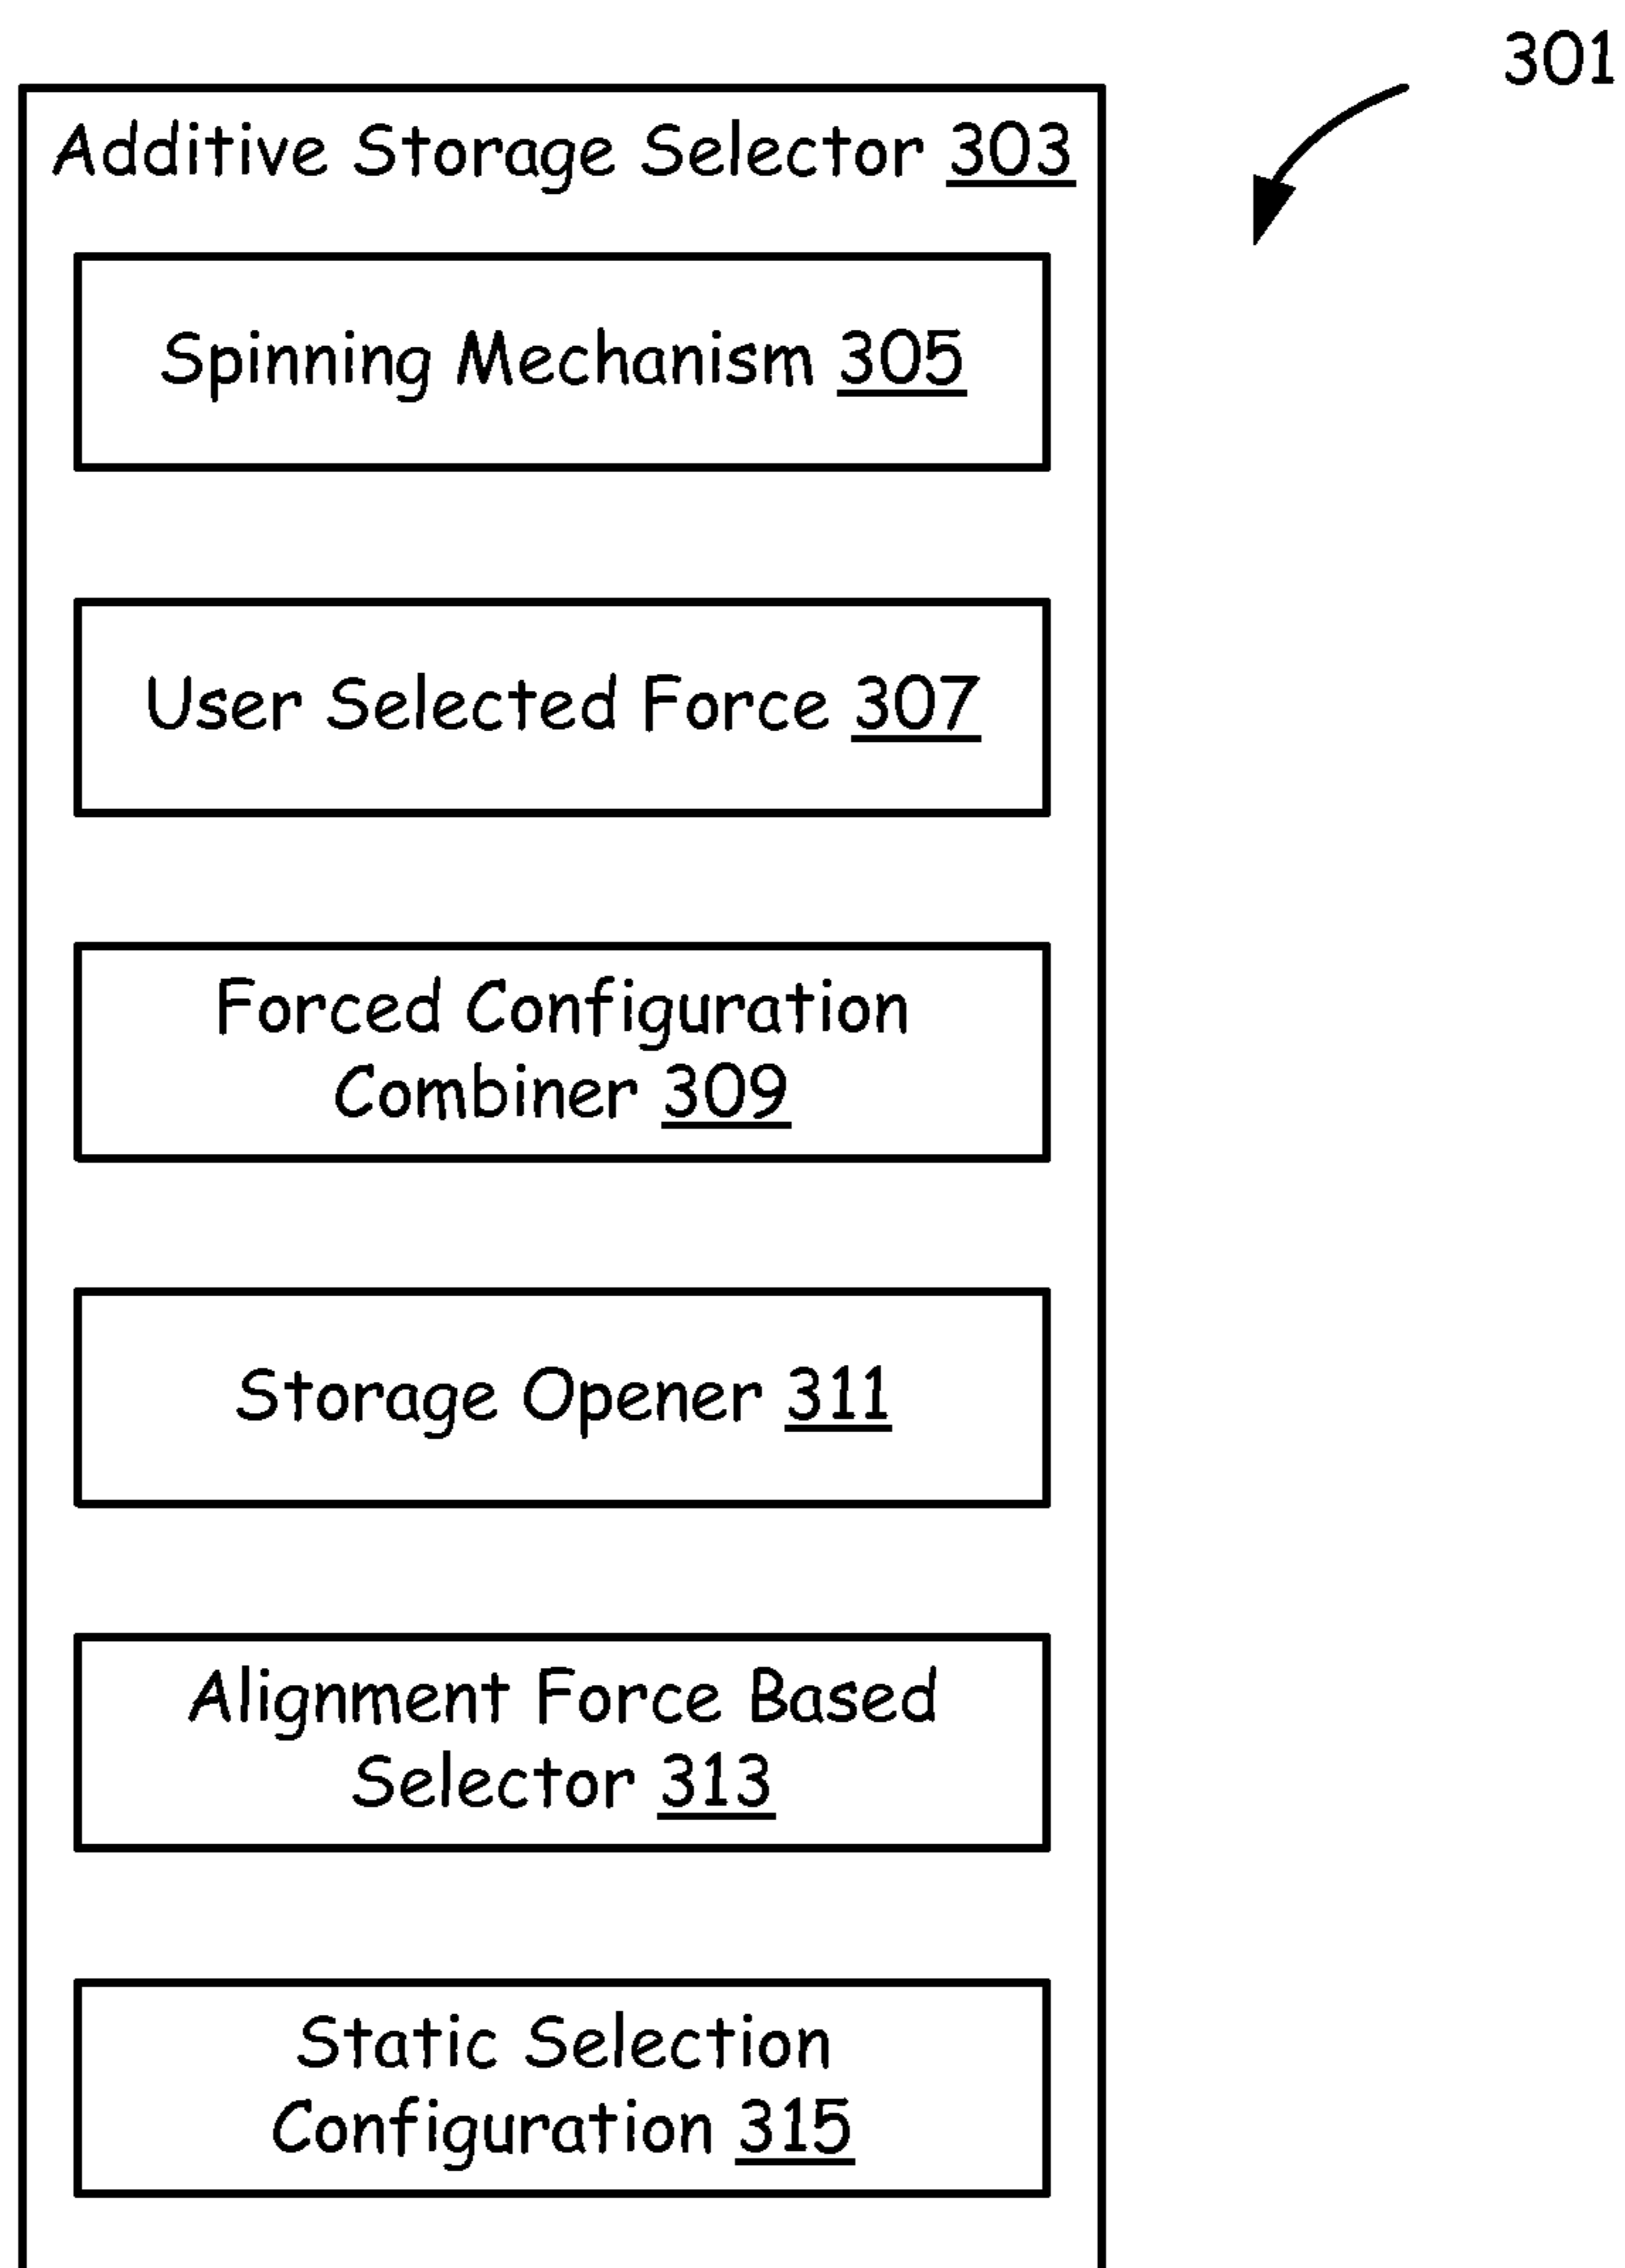 301
Additive Storage Selector 303
Spinning Mechanism 305
User Selected Force 307
Forced Configuration
Combiner 309
Storage Opener 311
Alignment Force Based
Selector 313
Static Selection
Configuration 315